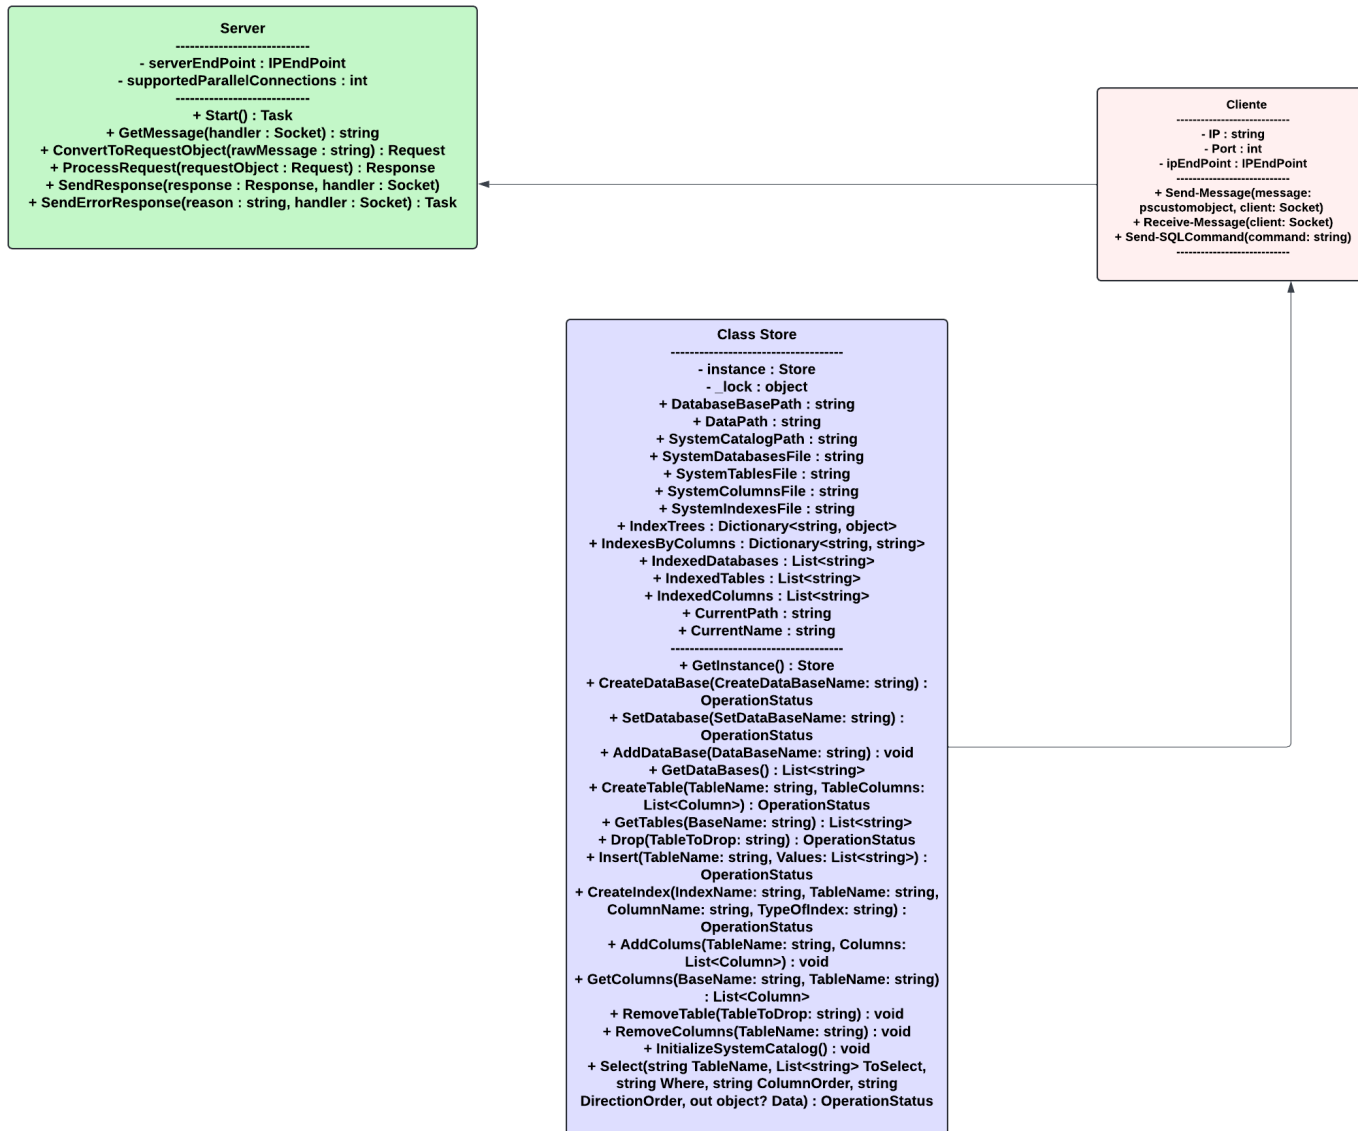 Server
----------------------------
- serverEndPoint : IPEndPoint
- supportedParallelConnections : int
----------------------------
+ Start() : Task
+ GetMessage(handler : Socket) : string
+ ConvertToRequestObject(rawMessage : string) : Request
+ ProcessRequest(requestObject : Request) : Response
+ SendResponse(response : Response, handler : Socket)
+ SendErrorResponse(reason : string, handler : Socket) : Task
Cliente
----------------------------
- IP : string
- Port : int
- ipEndPoint : IPEndPoint
----------------------------
+ Send-Message(message:
pscustomobject, client: Socket)
+ Receive-Message(client: Socket)
+ Send-SQLCommand(command: string)
----------------------------
Class Store
------------------------------------
- instance : Store
- _lock : object
+ DatabaseBasePath : string
+ DataPath : string
+ SystemCatalogPath : string
+ SystemDatabasesFile : string
+ SystemTablesFile : string
+ SystemColumnsFile : string
+ SystemIndexesFile : string
+ IndexTrees : Dictionary<string, object>
+ IndexesByColumns : Dictionary<string, string>
+ IndexedDatabases : List<string>
+ IndexedTables : List<string>
+ IndexedColumns : List<string>
+ CurrentPath : string
+ CurrentName : string
------------------------------------
+ GetInstance() : Store
+ CreateDataBase(CreateDataBaseName: string) :
OperationStatus
+ SetDatabase(SetDataBaseName: string) :
OperationStatus
+ AddDataBase(DataBaseName: string) : void
+ GetDataBases() : List<string>
+ CreateTable(TableName: string, TableColumns:
List<Column>) : OperationStatus
+ GetTables(BaseName: string) : List<string>
+ Drop(TableToDrop: string) : OperationStatus
+ Insert(TableName: string, Values: List<string>) :
OperationStatus
+ CreateIndex(IndexName: string, TableName: string,
ColumnName: string, TypeOfIndex: string) :
OperationStatus
+ AddColums(TableName: string, Columns:
List<Column>) : void
+ GetColumns(BaseName: string, TableName: string)
: List<Column>
+ RemoveTable(TableToDrop: string) : void
+ RemoveColumns(TableName: string) : void
+ InitializeSystemCatalog() : void
+ Select(string TableName, List<string> ToSelect,
string Where, string ColumnOrder, string
DirectionOrder, out object? Data) : OperationStatus